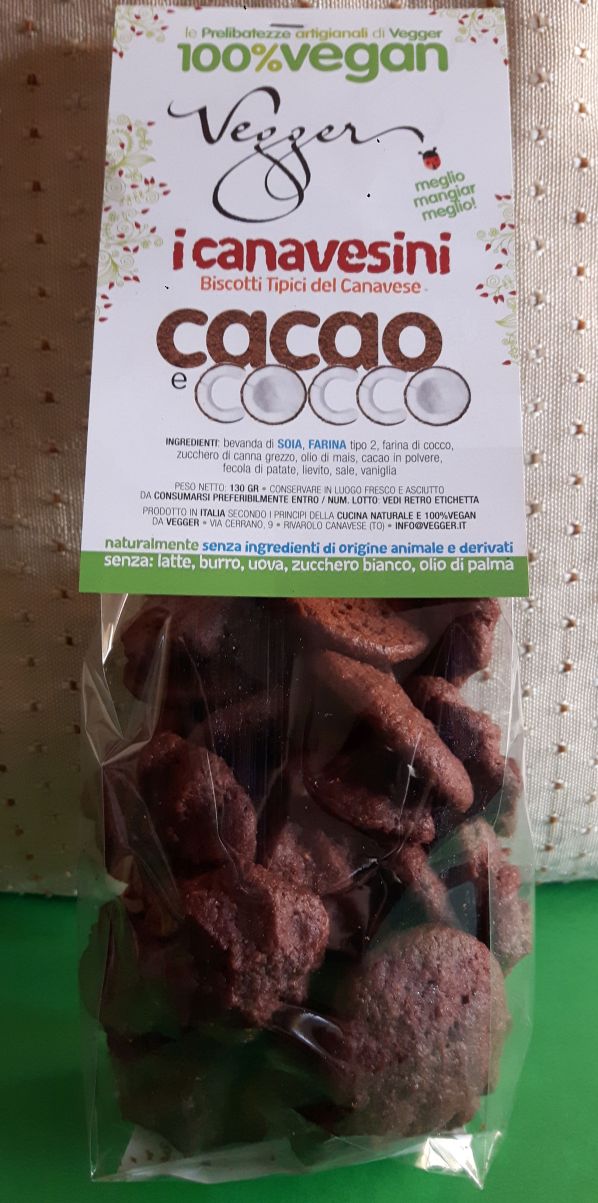 le Prelibatezze artigianali di Vegger
100%vegan
Vegger
meglio
mangiar
meglio!
i canavesini
Biscotti Tipici del Canavese
cacao
e cocco
INGREDIENTI: bevanda di SOIA, FARINA tipo 2, farina di cocco,
zucchero di canna grezzo, olio di mais, cacao in polvere,
fecola di patate, lievito, sale, vaniglia
PESO NETTO: 130 GR • CONSERVARE IN LUOGO FRESCO E ASCIUTTO
DA CONSUMARSI PREFERIBILMENTE ENTRO / NUM. LOTTO: VEDI RETRO ETICHETTA
PRODOTTO IN ITALIA SECONDO I PRINCIPI DELLA CUCINA NATURALE E 100%VEGAN
DA VEGGER • VIA CERRANO, 9 • RIVAROLO CANAVESE (TO) • INFO@VEGGER.IT
naturalmente senza ingredienti di origine animale e derivati
senza: latte, burro, uova, zucchero bianco, olio di palma